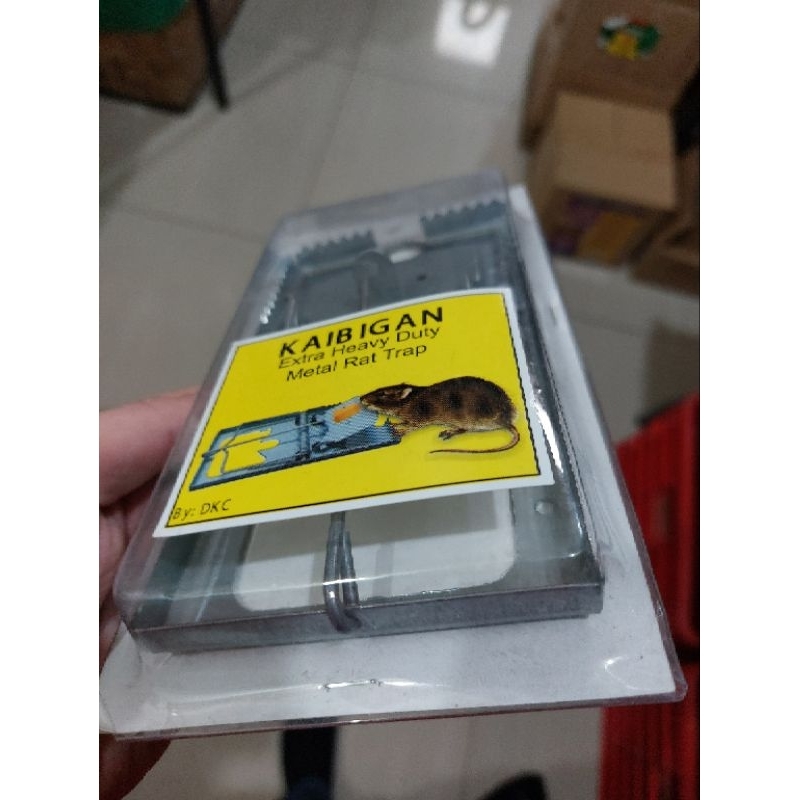 KAIBIGAN
Extra Heavy Duty
Metal Rat Trap
By: DKC